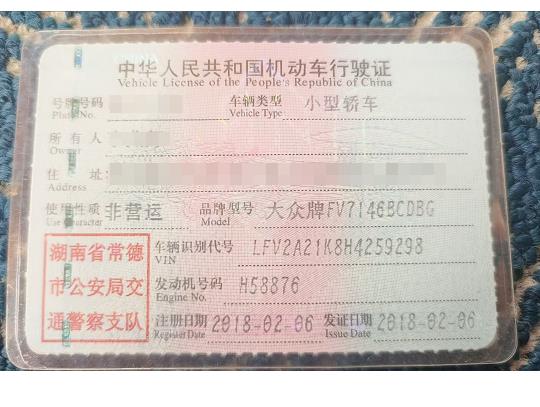 中华人民共和国机动车行驶证
Vehicle License of the People's Republic of China
号牌号码 车辆类型 小型轿车
Plate No. Vehicle Type
所有人
Owner
住 址:
Address
使用性质 非营运 品牌型号 大众牌FV7146BCDBG
Use Character Model
湖南省常德 车辆识别代号 LFV2A21K8H4259298
VIN
市公安局交 发动机号码 H58876
Engine No.
通警察支队 注册日期 2018-02-06 发证日期 2018-02-06
Register Date Issue Date